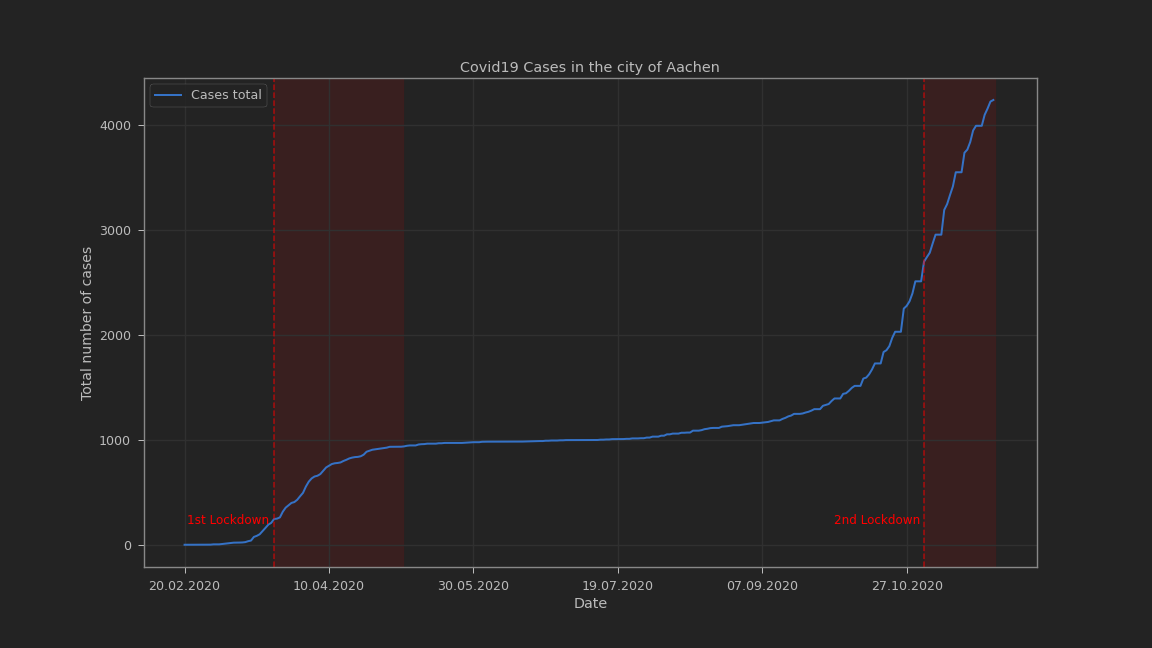 Covid19 Cases in the city of Aachen
Cases total
4000
3000
2000
1000
0
Total number of cases
1st Lockdown
2nd Lockdown
20.02.2020
10.04.2020
30.05.2020
19.07.2020
07.09.2020
27.10.2020
Date